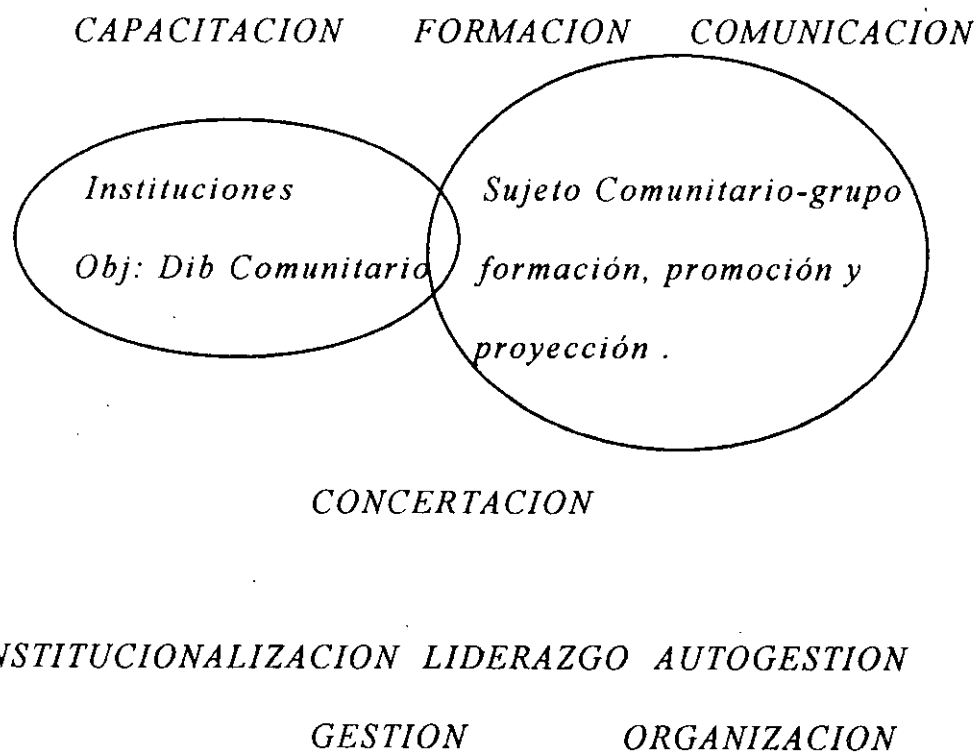 CAPACITACION FORMACION COMUNICACION
Instituciones
Obj: Dib Comunitario
Sujeto Comunitario-grupo
formación, promoción y
proyección .
CONCERTACION
NSTITUCIONALIZACION LIDERAZGO AUTOGESTION
GESTION ORGANIZACION